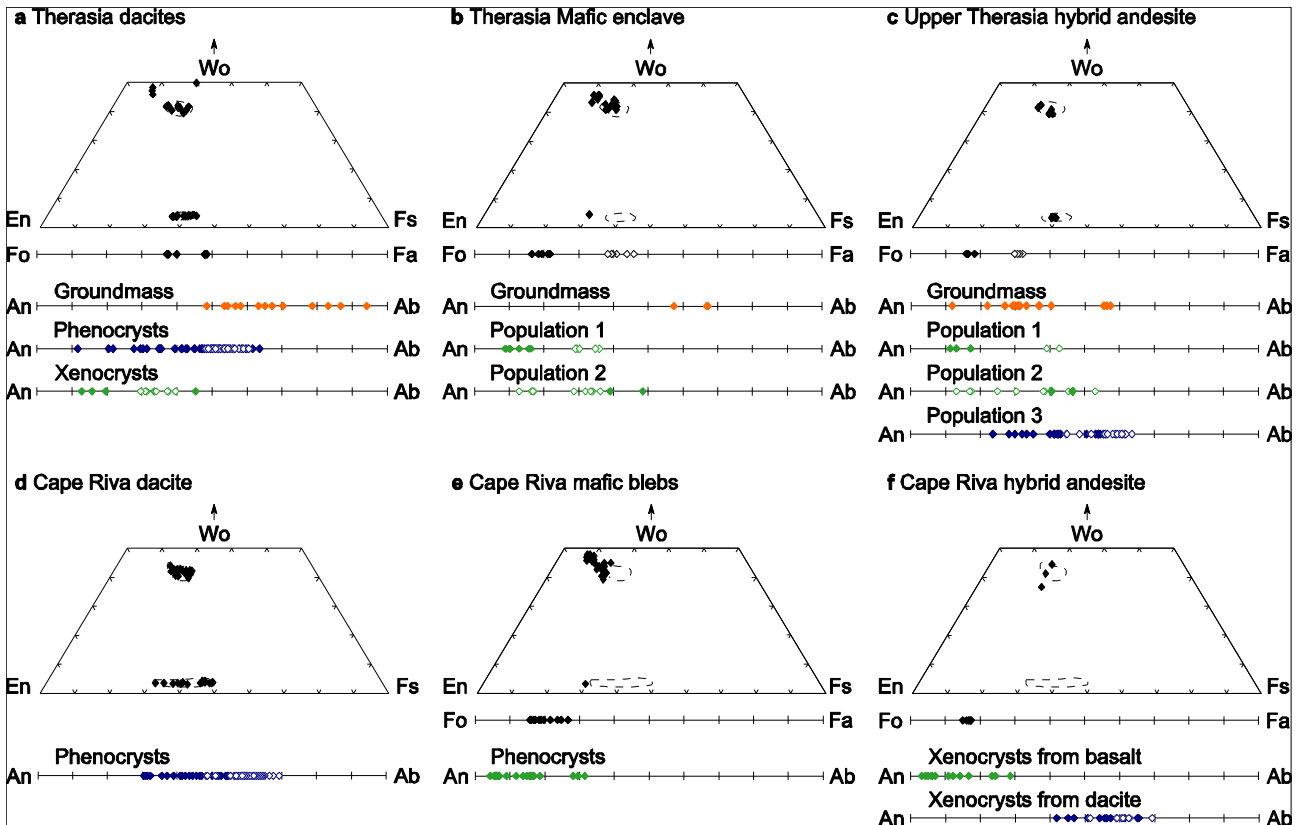 a Therasia dacites
Wo
En Fs
Fo Fa
Groundmass
An Ab
Phenocrysts
An Ab
Xenocrysts
An Ab
b Therasia Mafic enclave
Wo
En Fs
Fo Fa
Groundmass
An Ab
Population 1
An Ab
Population 2
An Ab
c Upper Therasia hybrid andesite
Wo
En Fs
Fo Fa
Groundmass
An Ab
Population 1
An Ab
Population 2
An Ab
Population 3
An Ab
d Cape Riva dacite
Wo
En Fs
Phenocrysts
An Ab
e Cape Riva mafic blebs
Wo
En Fs
Fo Fa
Phenocrysts
An Ab
f Cape Riva hybrid andesite
Wo
En Fs
Fo Fa
Xenocrysts from basalt
An Ab
Xenocrysts from dacite
An Ab